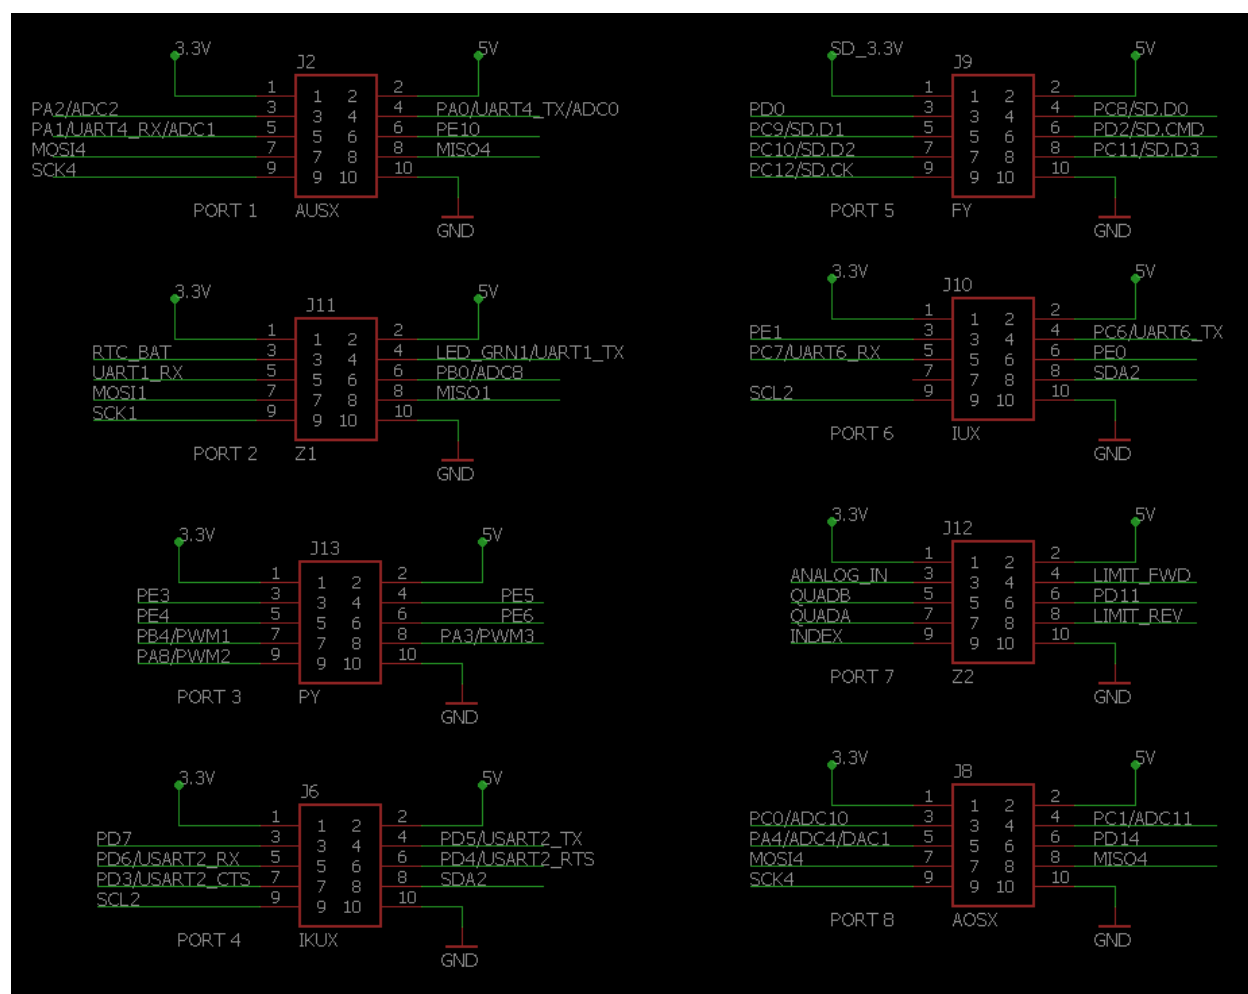 3.3V 5V
J2
1 1 2 2
PA2/ADC2 3 3 4 4 PA0/UART4_TX/ADC0
PA1/UART4_RX/ADC1 5 5 6 6 PE10
MOSI4 7 7 8 8 MISO4
SCK4 9 9 10 10
PORT 1 AUSX
GND
3.3V 5V
J11
1 1 2 2
RTC_BAT 3 3 4 4 LED_GRN1/UART1_TX
UART1_RX 5 5 6 6 PB0/ADC8
MOSI1 7 7 8 8 MISO1
SCK1 9 9 10 10
PORT 2 Z1
GND
3.3V 5V
J13
1 1 2 2
PE3 3 3 4 4 PE5
PE4 5 5 6 6 PE6
PB4/PWM1 7 7 8 8 PA3/PWM3
PA8/PWM2 9 9 10 10
PORT 3 PY
GND
3.3V 5V
J6
1 1 2 2
PD7 3 3 4 4 PD5/USART2_TX
PD6/USART2_RX 5 5 6 6 PD4/USART2_RTS
PD3/USART2_CTS 7 7 8 8 SDA2
SCL2 9 9 10 10
PORT 4 IKUX
GND
SD_3.3V 5V
J9
1 1 2 2
PD0 3 3 4 4 PC8/SD.D0
PC9/SD.D1 5 5 6 6 PD2/SD.CMD
PC10/SD.D2 7 7 8 8 PC11/SD.D3
PC12/SD.CK 9 9 10 10
PORT 5 FY
GND
3.3V 5V
J10
1 1 2 2
PE1 3 3 4 4 PC6/UART6_TX
PC7/UART6_RX 5 5 6 6 PE0
7 7 8 8 SDA2
SCL2 9 9 10 10
PORT 6 IUX
GND
3.3V 5V
J12
1 1 2 2
ANALOG_IN 3 3 4 4 LIMIT_FWD
QUADB 5 5 6 6 PD11
QUADA 7 7 8 8 LIMIT_REV
INDEX 9 9 10 10
PORT 7 Z2
GND
3.3V 5V
J8
1 1 2 2
PC0/ADC10 3 3 4 4 PC1/ADC11
PA4/ADC4/DAC1 5 5 6 6 PD14
MOSI4 7 7 8 8 MISO4
SCK4 9 9 10 10
PORT 8 AOSX
GND